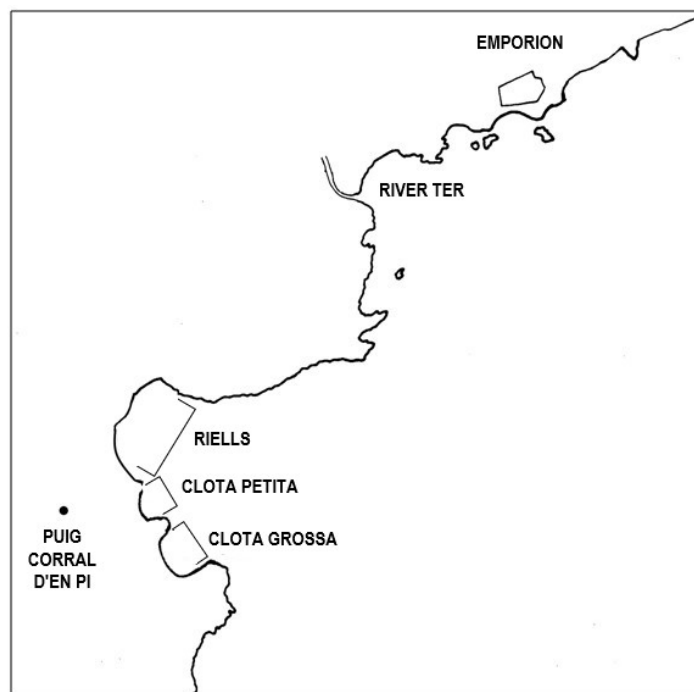 EMPORION
RIVER TER
RIELLS
CLOTA PETITA
CLOTA GROSSA
PUIG
CORRAL
D'EN PI